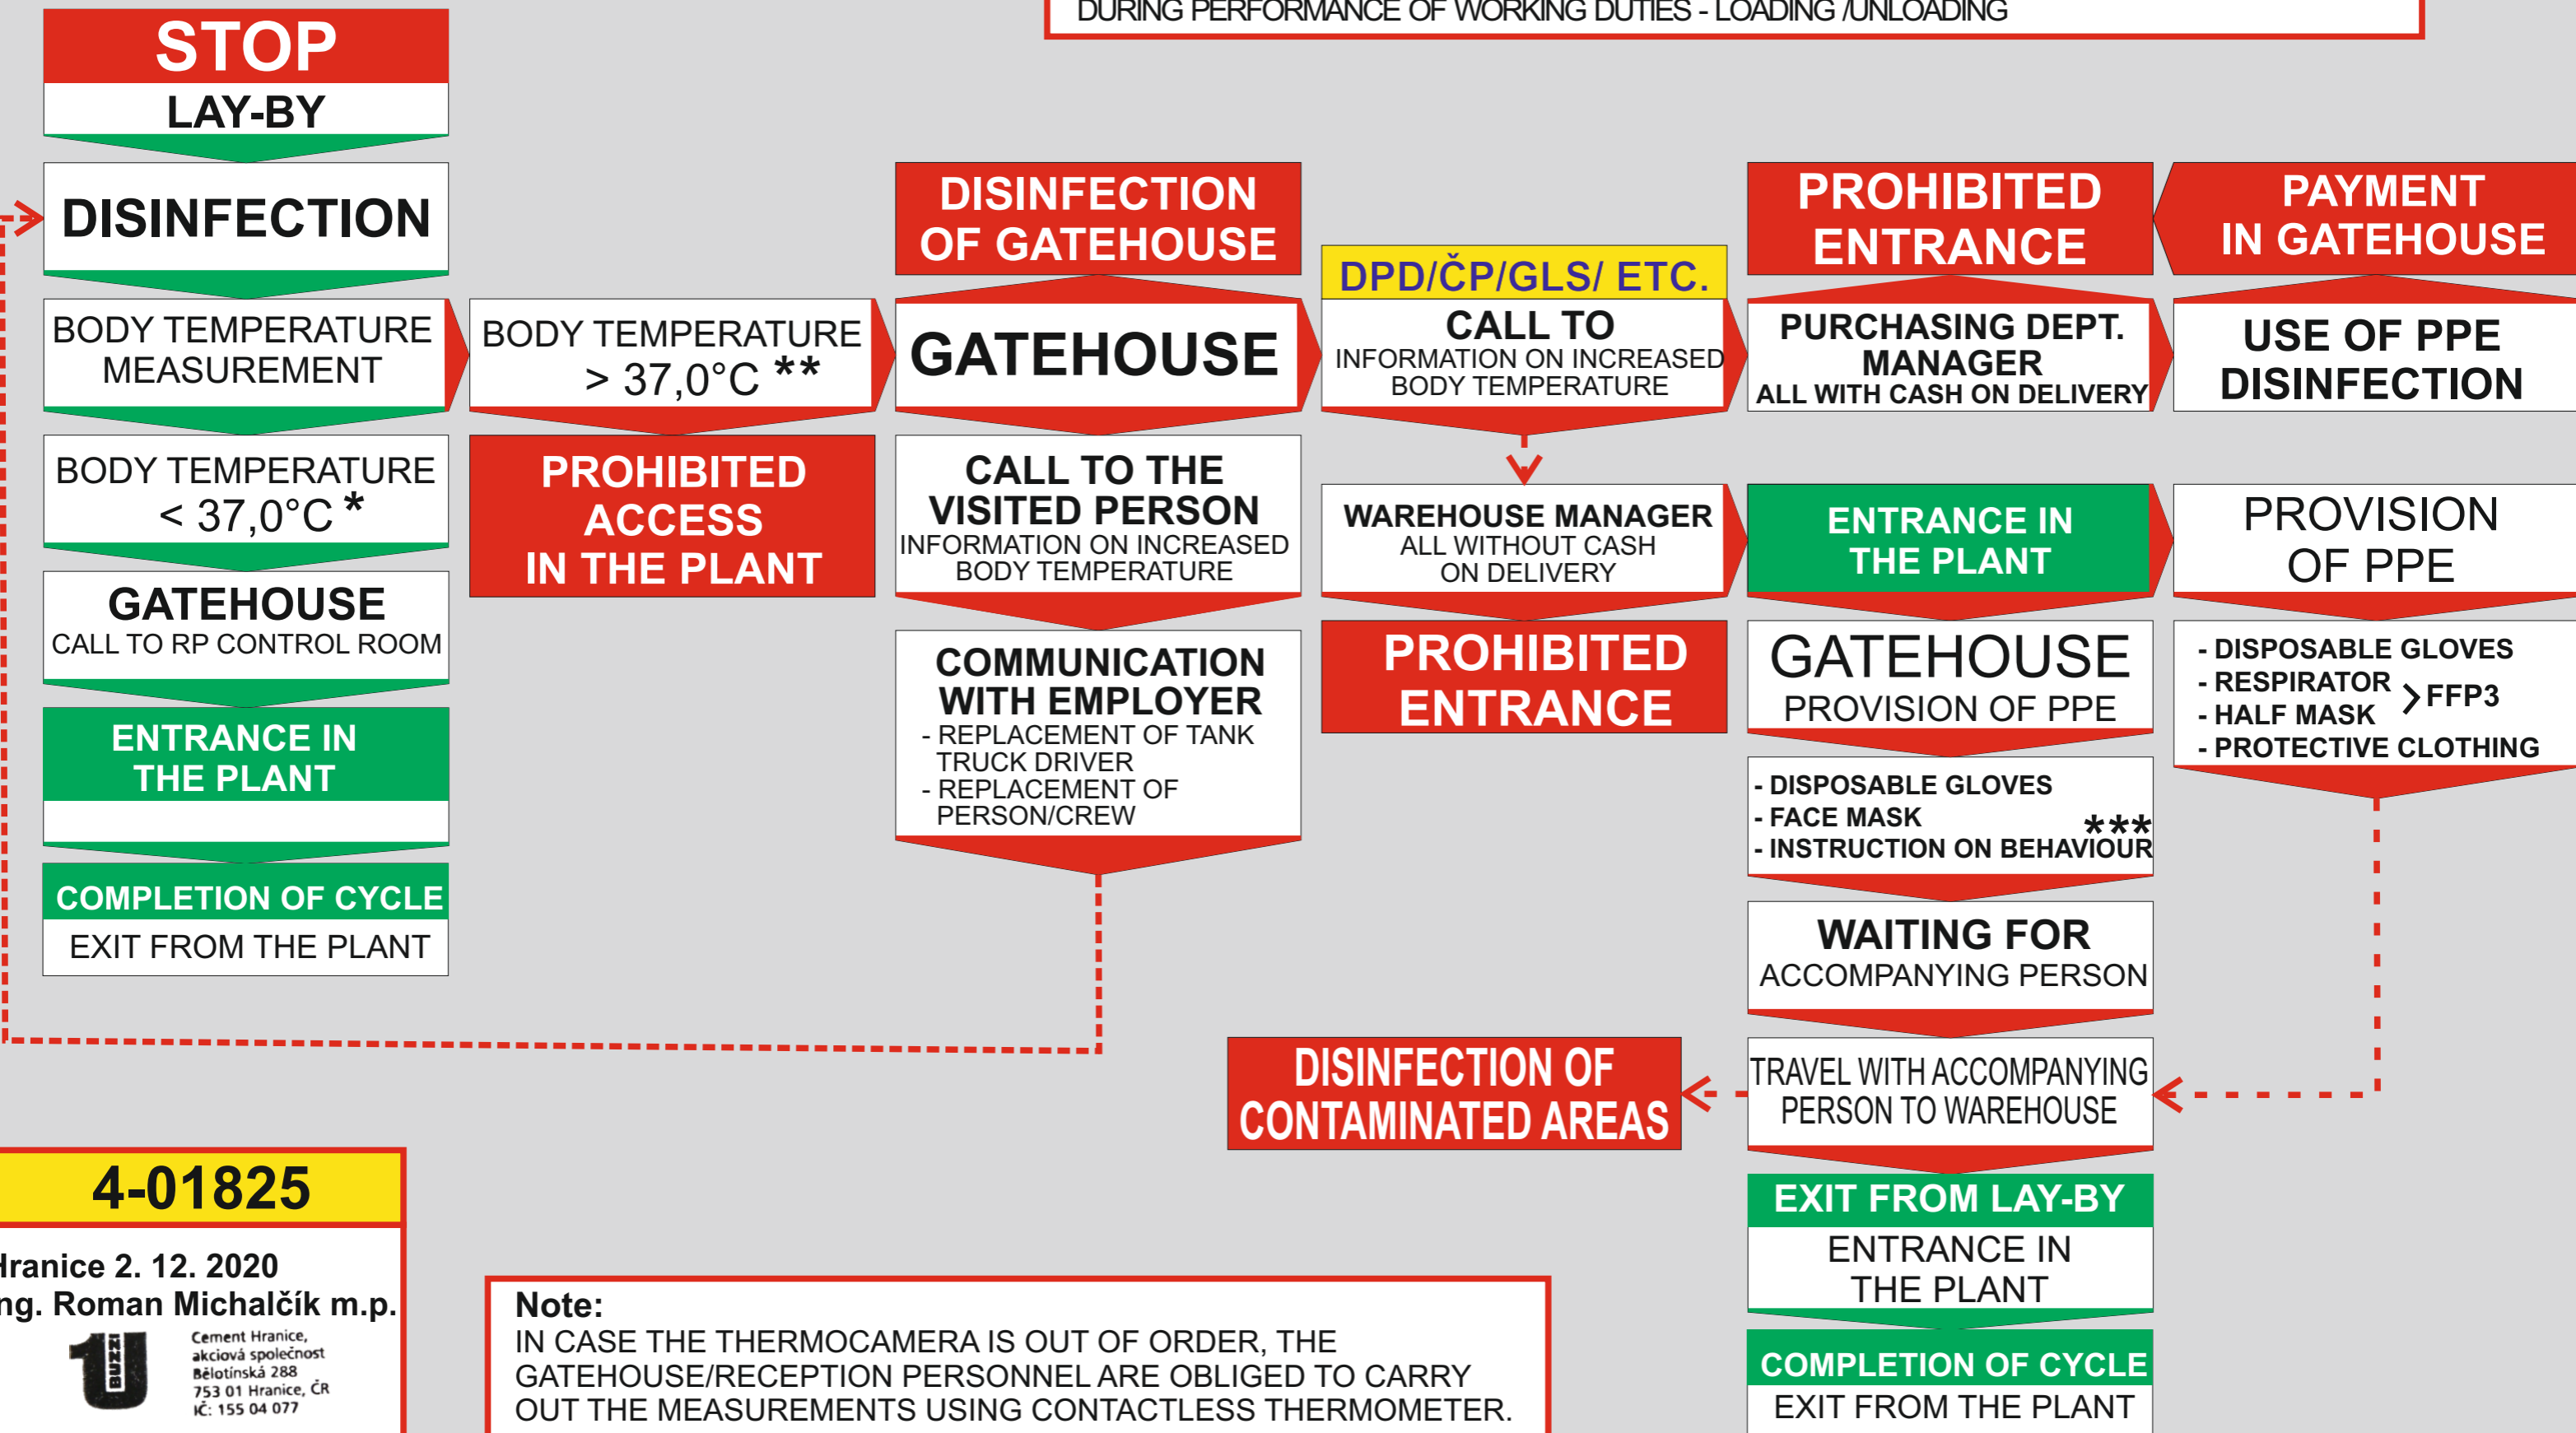 DURING PERFORMANCE OF WORKING DUTIES - LOADING /UNLOADING
STOP
LAY-BY
DISINFECTION
BODY TEMPERATURE
MEASUREMENT
BODY TEMPERATURE
< 37,0°C *
GATEHOUSE
CALL TO RP CONTROL ROOM
ENTRANCE IN
THE PLANT
COMPLETION OF CYCLE
EXIT FROM THE PLANT
BODY TEMPERATURE
> 37,0°C **
PROHIBITED
ACCESS
IN THE PLANT
DISINFECTION
OF GATEHOUSE
GATEHOUSE
CALL TO THE
VISITED PERSON
INFORMATION ON INCREASED
BODY TEMPERATURE
COMMUNICATION
WITH EMPLOYER
- REPLACEMENT OF TANK
TRUCK DRIVER
- REPLACEMENT OF
PERSON/CREW
DPD/ČP/GLS/ ETC.
CALL TO
INFORMATION ON INCREASED
BODY TEMPERATURE
WAREHOUSE MANAGER
ALL WITHOUT CASH
ON DELIVERY
PROHIBITED
ENTRANCE
PROHIBITED
ENTRANCE
PURCHASING DEPT.
MANAGER
ALL WITH CASH ON DELIVERY
ENTRANCE IN
THE PLANT
GATEHOUSE
PROVISION OF PPE
- DISPOSABLE GLOVES
- FACE MASK
***
- INSTRUCTION ON BEHAVIOUR
WAITING FOR
ACCOMPANYING PERSON
TRAVEL WITH ACCOMPANYING
PERSON TO WAREHOUSE
DISINFECTION OF
CONTAMINATED AREAS
EXIT FROM LAY-BY
ENTRANCE IN
THE PLANT
COMPLETION OF CYCLE
EXIT FROM THE PLANT
PAYMENT
IN GATEHOUSE
USE OF PPE
DISINFECTION
PROVISION
OF PPE
- DISPOSABLE GLOVES
- RESPIRATOR
- HALF MASK > FFP3
- PROTECTIVE CLOTHING
4-01825
Hranice 2. 12. 2020
ng. Roman Michalčík m.p.
BUZZI
Cement Hranice,
akciová společnost
Bělotínská 288
753 01 Hranice, ČR
IČ: 155 04 077
Note:
IN CASE THE THERMOCAMERA IS OUT OF ORDER, THE
GATEHOUSE/RECEPTION PERSONNEL ARE OBLIGED TO CARRY
OUT THE MEASUREMENTS USING CONTACTLESS THERMOMETER.